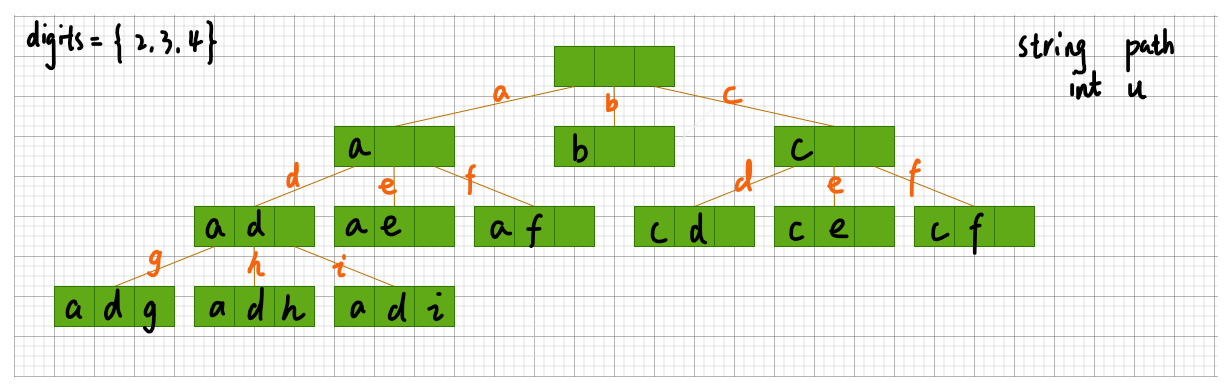 digits = { 2, 3, 4}
string path
int u
a b c
a b c
d e f d e f
a d a e a f c d c e c f
g h i
a d g a d h a d i